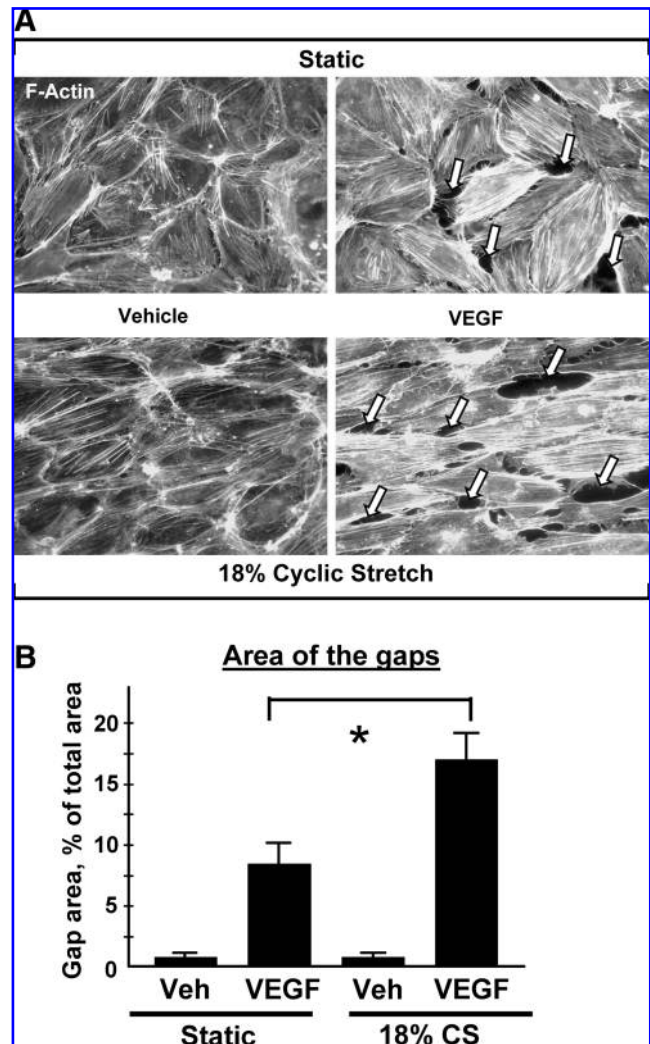 A
Static
F-Actin
Vehicle VEGF
18% Cyclic Stretch
B
Area of the gaps
Gap area, % of total area
20
15
10
5
0
*
Veh VEGF Veh VEGF
Static 18% CS